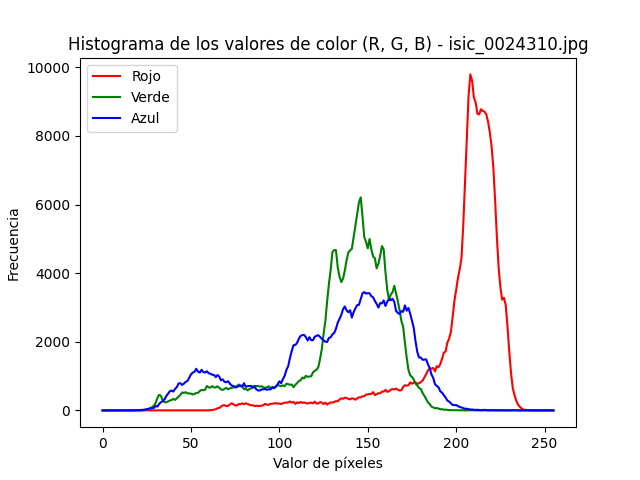 Histograma de los valores de color (R, G, B) - isic_0024310.jpg
10000
8000
6000
4000
2000
0
Frecuencia
Rojo
Verde
Azul
0 50 100 150 200 250
Valor de píxeles